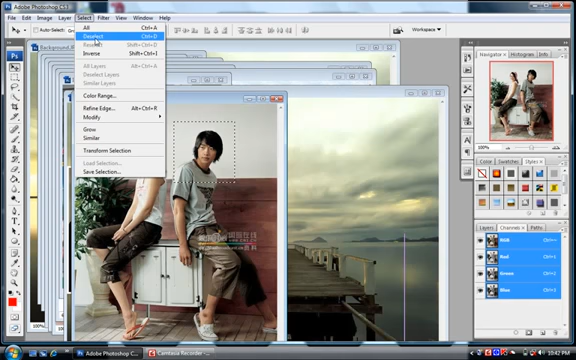 Adobe Photoshop CS3
File Edit Image Layer Select Filter View Window Help
Auto-Select:
Workspace
All Ctrl+A
Deselect Ctrl+D
Shift+Ctrl+D
Inverse Shift+Ctrl+I
All Layers Alt+Ctrl+A
Deselect Layers
Similar Layers
Color Range...
Refine Edge... Alt+Ctrl+R
Modify
Grow
Similar
Transform Selection
Load Selection...
Save Selection...
Navigator Histogram Info
100%
Color Swatches Styles
Layers Channels Paths
RGB Ctrl+~
Red Ctrl+1
Green Ctrl+2
Blue Ctrl+3
100%
Adobe Photoshop C...
Camtasia Recorder -...
10:42 PM